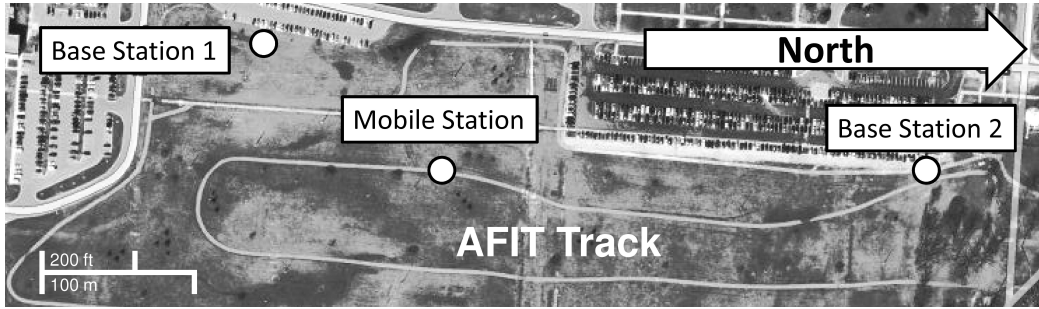 North
Base Station 1
Mobile Station
Base Station 2
AFIT Track
200 ft
100 m